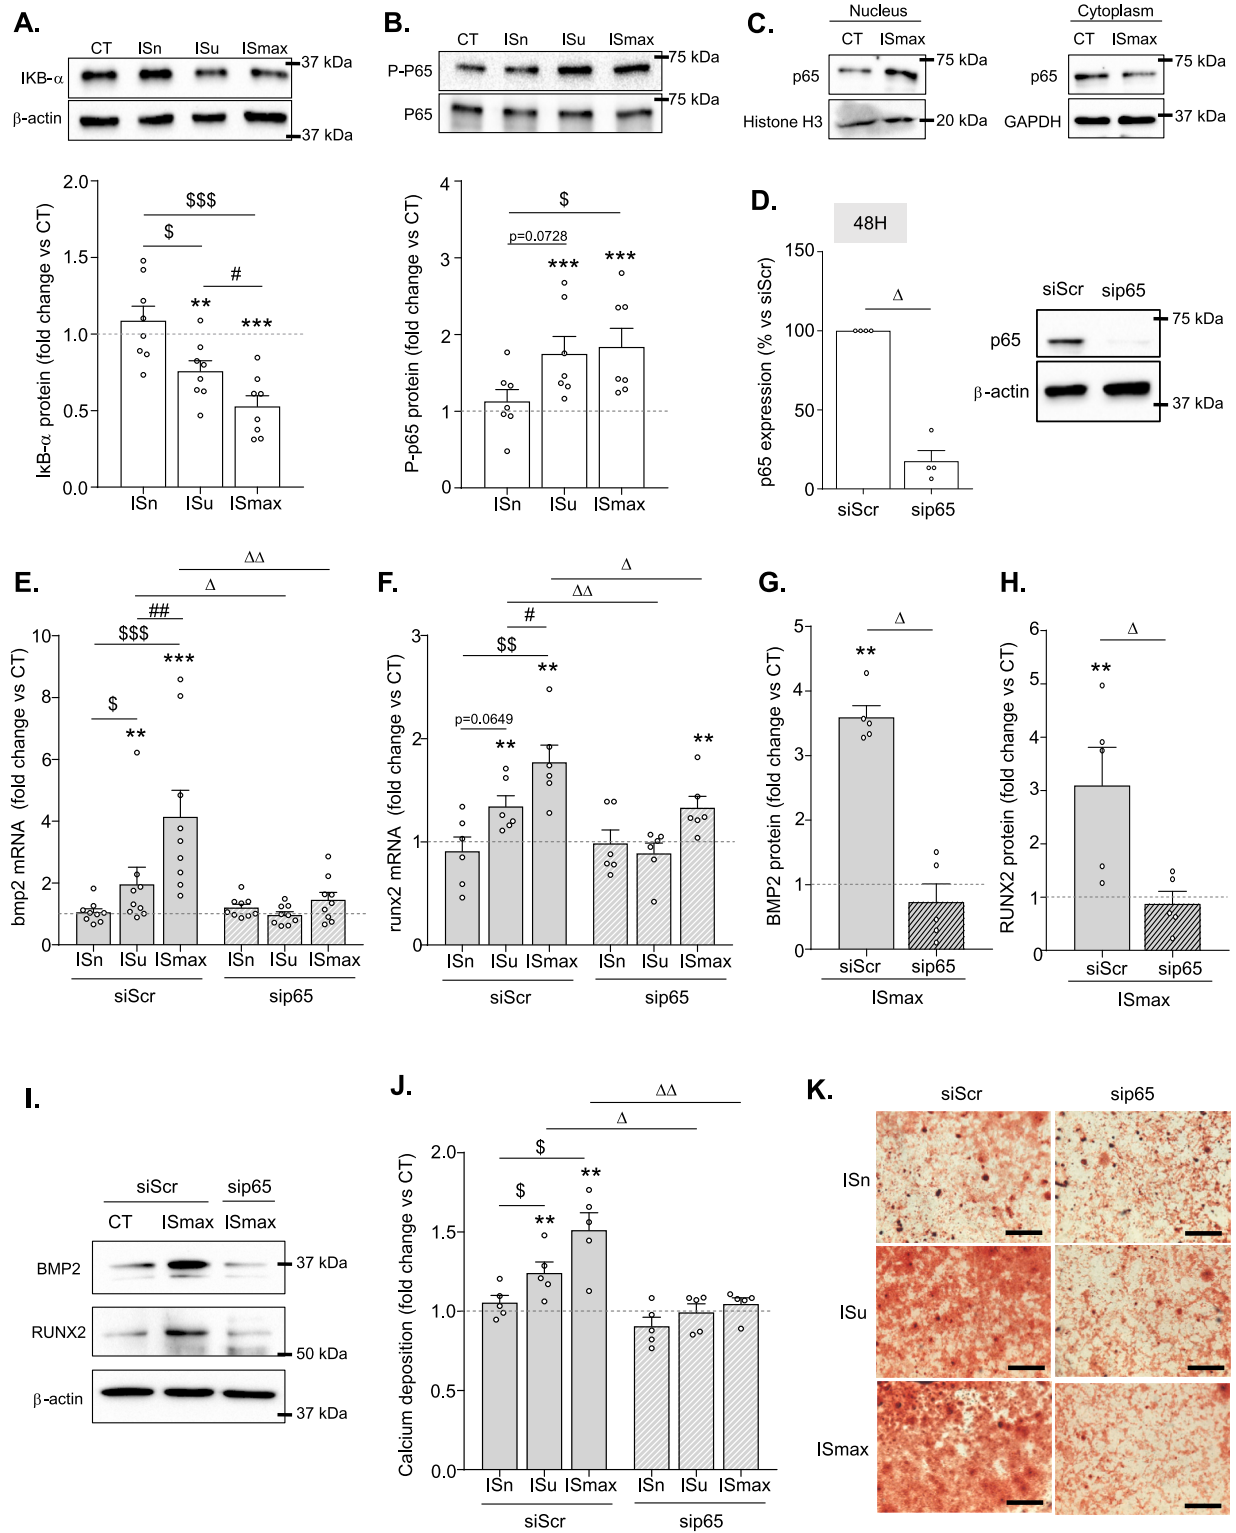 A.
CT ISn ISu ISmax
37 kDa
IKB-α
β-actin
37 kDa
IκB-α protein (fold change vs CT)
2.0
1.5
1.0
0.5
0.0
$$$
$
#
**
***
ISn ISu ISmax
B.
CT ISn ISu ISmax
75 kDa
P-P65
75 kDa
P65
P-p65 protein (fold change vs CT)
4
3
2
1
0
$
p=0.0728
***
***
ISn ISu ISmax
C.
Nucleus
CT ISmax
75 kDa
p65
Histone H3
20 kDa
Cytoplasm
CT ISmax
75 kDa
p65
GAPDH
37 kDa
D.
48H
p65 expression (% vs siScr)
150
100
50
0
Δ
siScr sip65
siScr sip65
75 kDa
p65
β-actin
37 kDa
E.
ΔΔ
Δ
##
$$$
***
$
**
bmp2 mRNA (fold change vs CT)
10
8
6
4
2
0
ISn ISu ISmax ISn ISu ISmax
siScr sip65
F.
Δ
ΔΔ
#
$$
**
p=0.0649
**
**
runx2 mRNA (fold change vs CT)
3
2
1
0
ISn ISu ISmax ISn ISu ISmax
siScr sip65
G.
Δ
**
BMP2 protein (fold change vs CT)
5
4
3
2
1
0
siScr sip65
ISmax
H.
Δ
**
RUNX2 protein (fold change vs CT)
6
5
4
3
2
1
0
siScr sip65
ISmax
I.
siScr sip65
CT ISmax ISmax
BMP2
37 kDa
RUNX2
50 kDa
β-actin
37 kDa
J.
ΔΔ
Δ
$
**
$
**
Calcium deposition (fold change vs CT)
2.0
1.5
1.0
0.5
0.0
ISn ISu ISmax ISn ISu ISmax
siScr sip65
K.
siScr sip65
ISn
ISu
ISmax